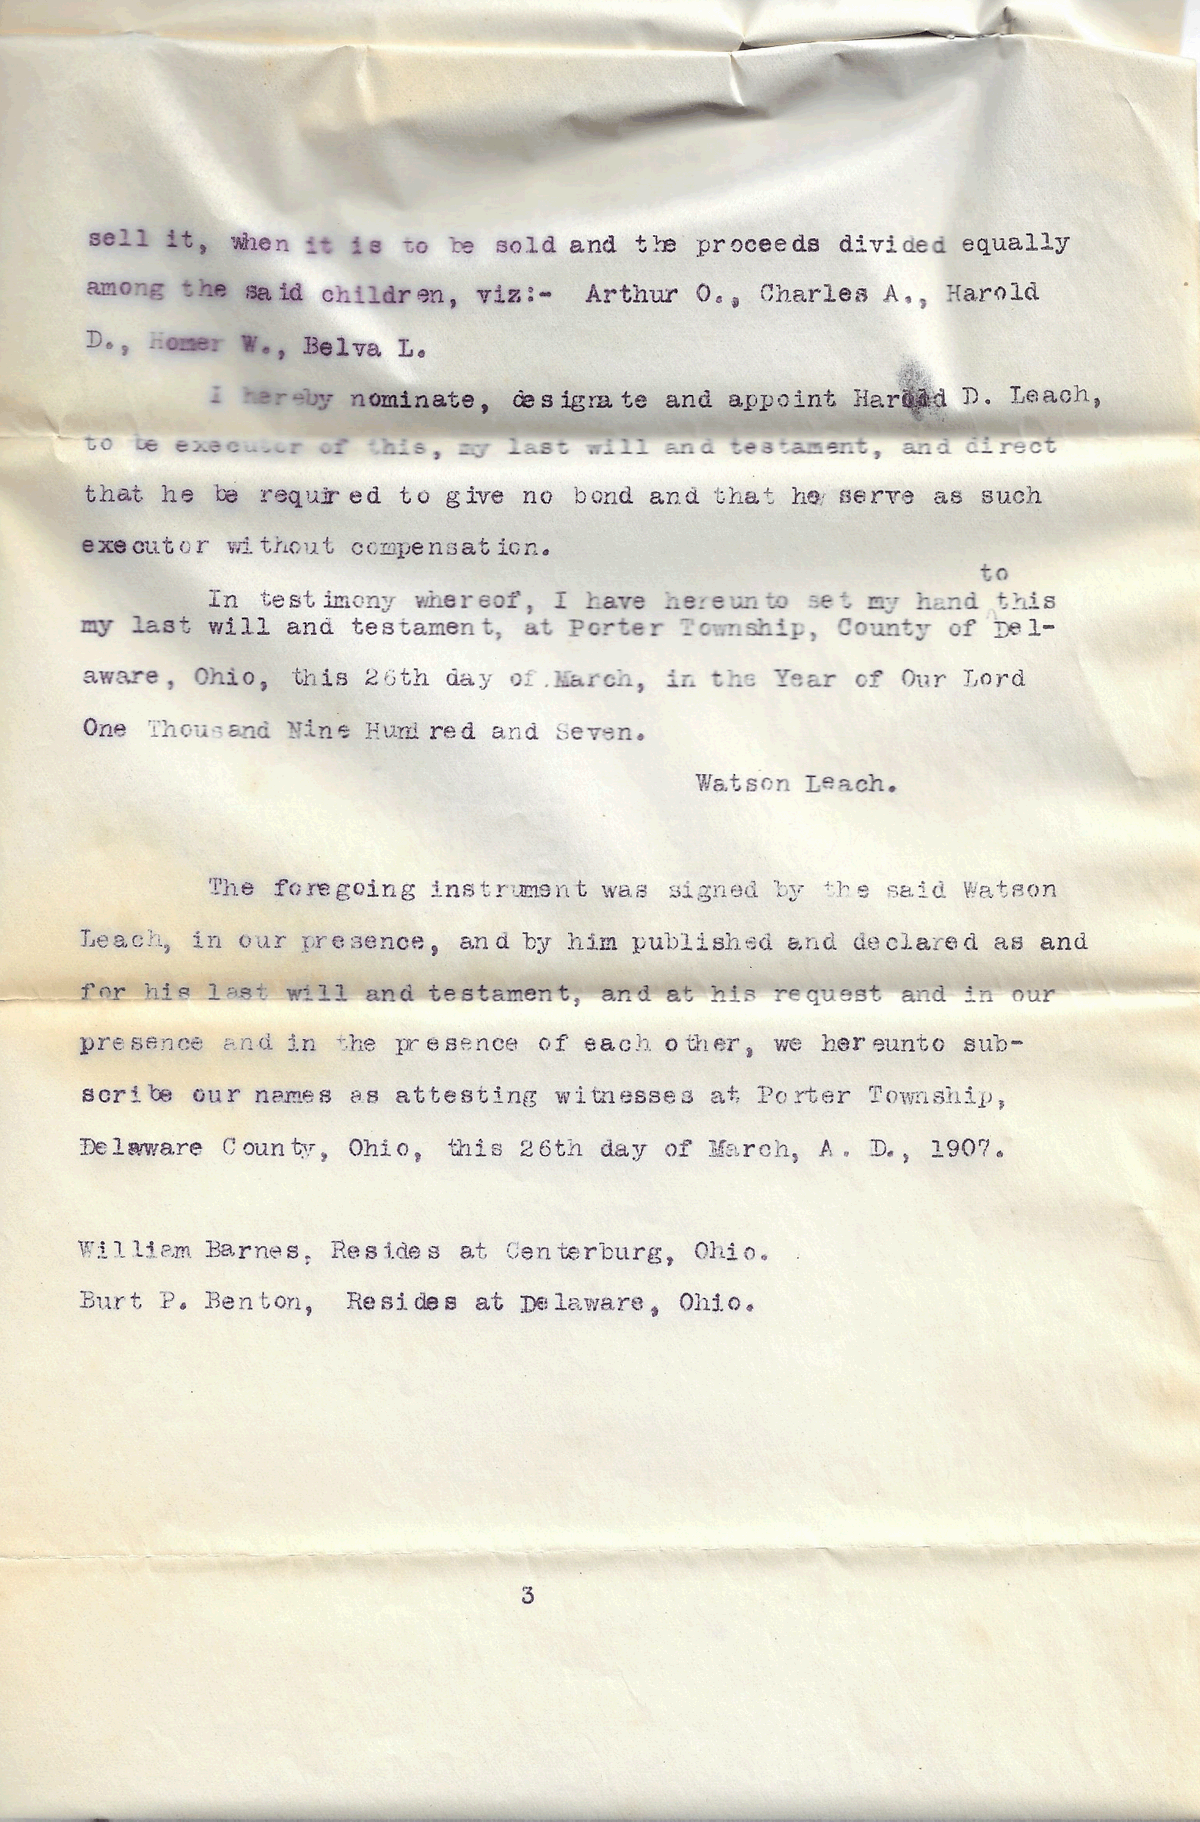 sell it, when it is to be sold and the proceeds divided equally
among the said children, viz:- Arthur O., Charles A., Harold
D., Homer W., Belva L.
I hereby nominate, designate and appoint Harold D. Leach,
to be executor of this, my last will and testament, and direct
that he be required to give no bond and that he serve as such
executor without compensation.
to
In testimony whereof, I have hereunto set my hand ^ this
my last will and testament, at Porter Township, County of Del-
aware, Ohio, this 26th day of March, in the Year of Our Lord
One Thousand Nine Hundred and Seven.
Watson Leach.
The foregoing instrument was signed by the said Watson
Leach, in our presence, and by him published and declared as and
for his last will and testament, and at his request and in our
presence and in the presence of each other, we hereunto sub-
scribe our names as attesting witnesses at Porter Township,
Delaware County, Ohio, this 26th day of March, A. D., 1907.
William Barnes, Resides at Centerburg, Ohio.
Burt P. Benton, Resides at Delaware, Ohio.
3